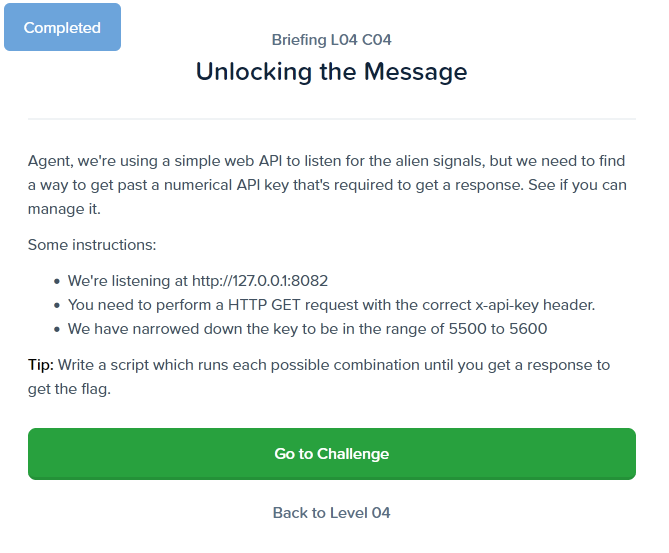 Completed
Briefing L04 C04
Unlocking the Message
Agent, we're using a simple web API to listen for the alien signals, but we need to find
a way to get past a numerical API key that's required to get a response. See if you can
manage it.
Some instructions:
• We're listening at http://127.0.0.1:8082
• You need to perform a HTTP GET request with the correct x-api-key header.
• We have narrowed down the key to be in the range of 5500 to 5600
Tip: Write a script which runs each possible combination until you get a response to
get the flag.
Go to Challenge
Back to Level 04